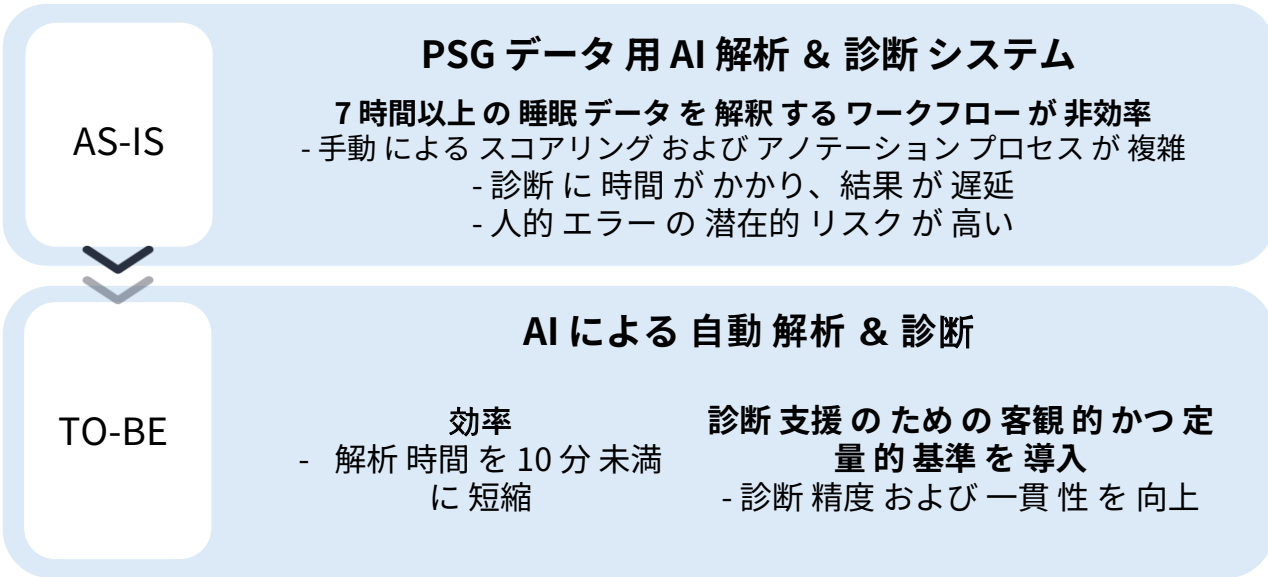 AS-IS
PSG データ 用 AI 解析 & 診断 システム
7 時間以上 の 睡眠 データ を 解釈 する ワークフロー が 非効率
- 手動 による スコアリング および アノテーション プロセス が 複雑
- 診断 に 時間 が かかり、結果 が 遅延
- 人的 エラー の 潜在的 リスク が 高い
TO-BE
AI による 自動 解析 & 診断
効率
- 解析 時間 を 10 分 未満
に 短縮
診断 支援 の ため の 客観 的 かつ 定
量 的 基準 を 導入
- 診断 精度 および 一貫 性 を 向上